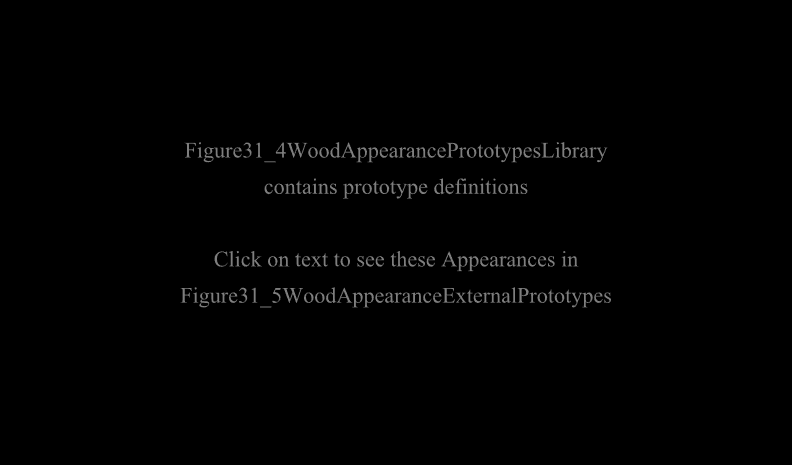 Figure31_4WoodAppearancePrototypesLibrary
contains prototype definitions
Click on text to see these Appearances in
Figure31_5WoodAppearanceExternalPrototypes